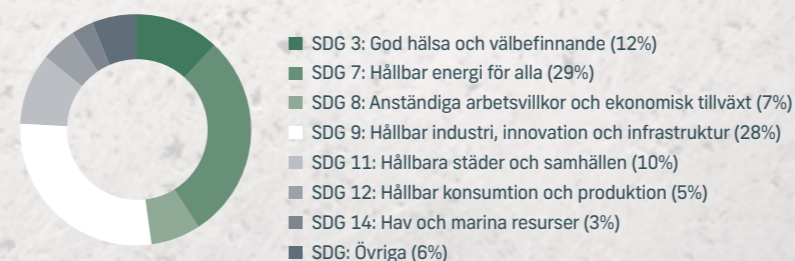 SDG 3: God hälsa och välbefinnande (12%)
SDG 7: Hållbar energi för alla (29%)
SDG 8: Anständiga arbetsvillkor och ekonomisk tillväxt (7%)
SDG 9: Hållbar industri, innovation och infrastruktur (28%)
SDG 11: Hållbara städer och samhällen (10%)
SDG 12: Hållbar konsumtion och produktion (5%)
SDG 14: Hav och marina resurser (3%)
SDG: Övriga (6%)